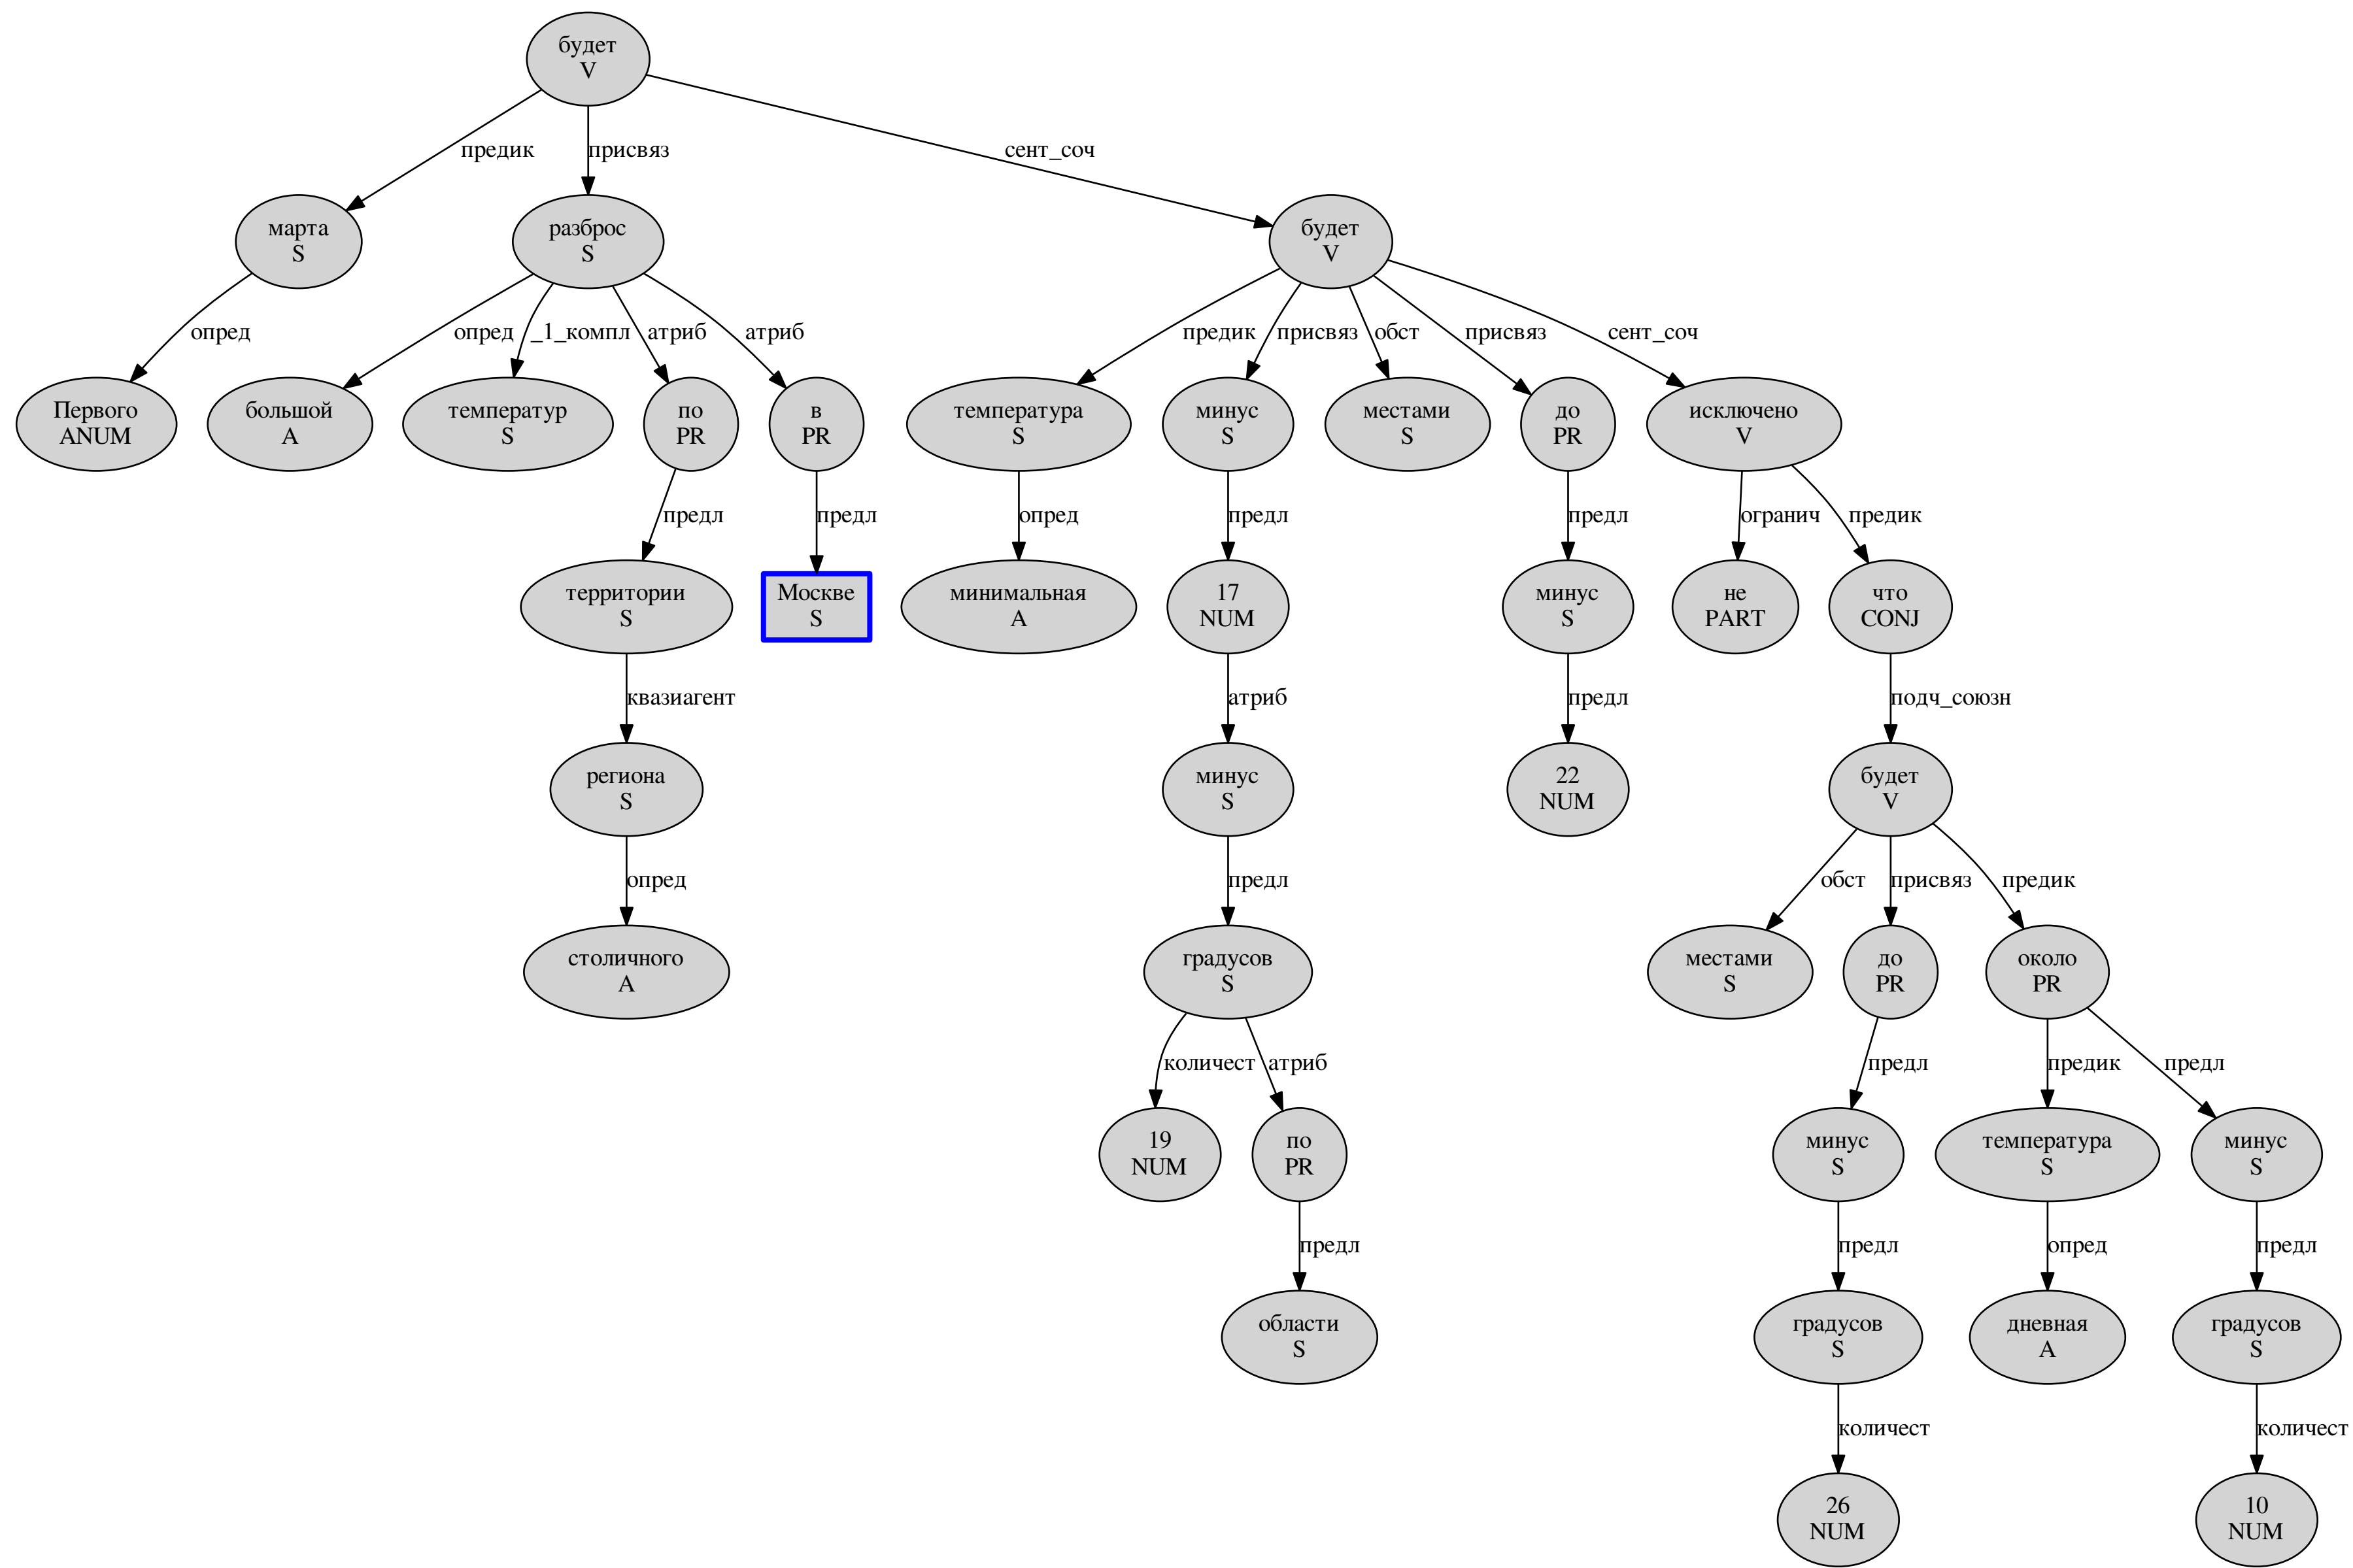 будет
V
предик
присвяз
сент_соч
марта
S
разброс
S
будет
V
опред
опред
_1_компл
атриб
атриб
предик
присвяз
обст
присвяз
сент_соч
Первого
ANUM
большой
A
температур
S
по
PR
в
PR
температура
S
минус
S
местами
S
до
PR
исключено
V
предл
предл
опред
предл
предл
огранич
предик
территории
S
Москве
S
минимальная
A
17
NUM
минус
S
не
PART
что
CONJ
квазиагент
атриб
предл
подч_союзн
региона
S
минус
S
22
NUM
будет
V
опред
предл
обст
присвяз
предик
столичного
A
градусов
S
местами
S
до
PR
около
PR
количест
атриб
предл
предик
предл
19
NUM
по
PR
минус
S
температура
S
минус
S
предл
предл
опред
предл
области
S
градусов
S
дневная
A
градусов
S
количест
количест
26
NUM
10
NUM